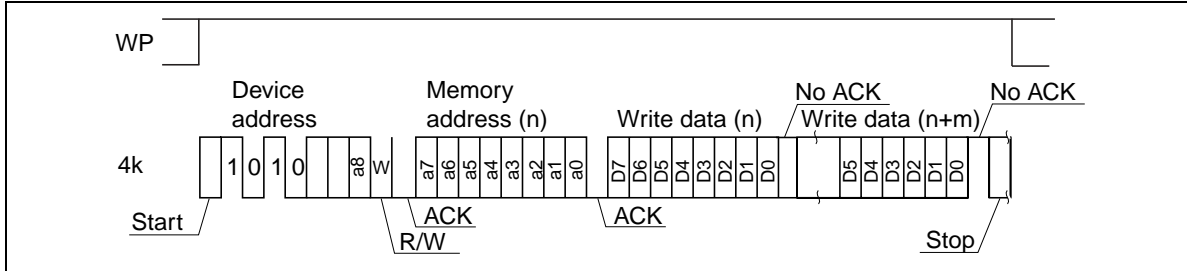 WP
Device address
Memory address (n)
Write data (n)
No ACK
Write data (n+m)
No ACK
4k
1 0 1 0 a8 W a7 a6 a5 a4 a3 a2 a1 a0 D7 D6 D5 D4 D3 D2 D1 D0 D5 D4 D3 D2 D1 D0
Start
R/W
ACK
ACK
Stop